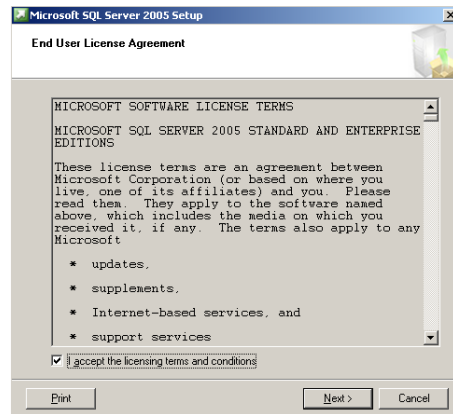 Microsoft SQL Server 2005 Setup
End User License Agreement
MICROSOFT SOFTWARE LICENSE TERMS
MICROSOFT SQL SERVER 2005 STANDARD AND ENTERPRISE
EDITIONS
These license terms are an agreement between
Microsoft Corporation (or based on where you
live, one of its affiliates) and you. Please
read them. They apply to the software named
above, which includes the media on which you
received it, if any. The terms also apply to any
Microsoft
* updates,
* supplements,
* Internet-based services, and
* support services
I accept the licensing terms and conditions
Print
Next >
Cancel